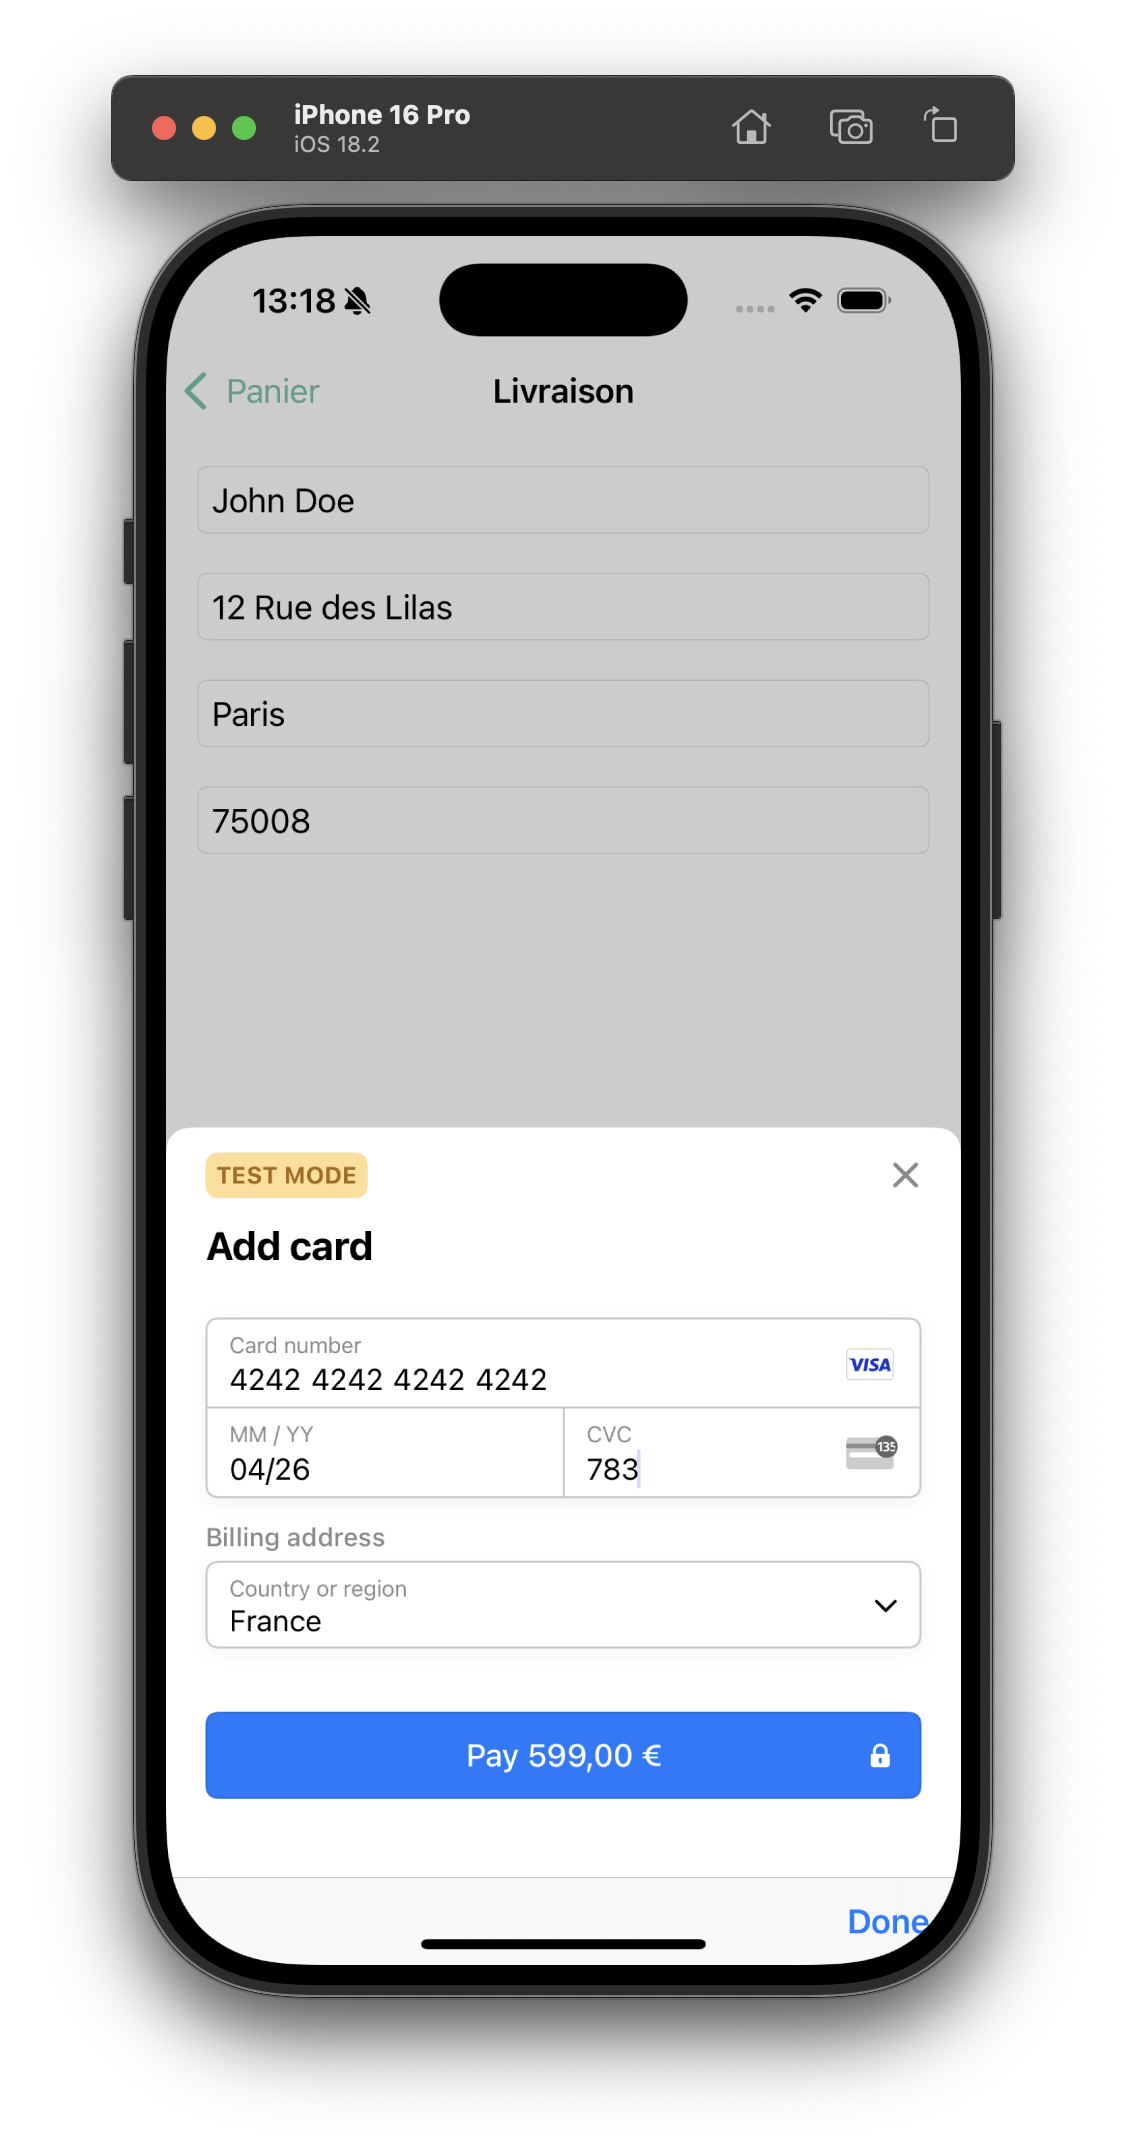 iPhone 16 Pro
iOS 18.2
13:18
Panier
Livraison
John Doe
12 Rue des Lilas
Paris
75008
TEST MODE
Add card
Card number
4242 4242 4242 4242
VISA
MM / YY
04/26
CVC
783
135
Billing address
Country or region
France
Pay 599,00 €
Done